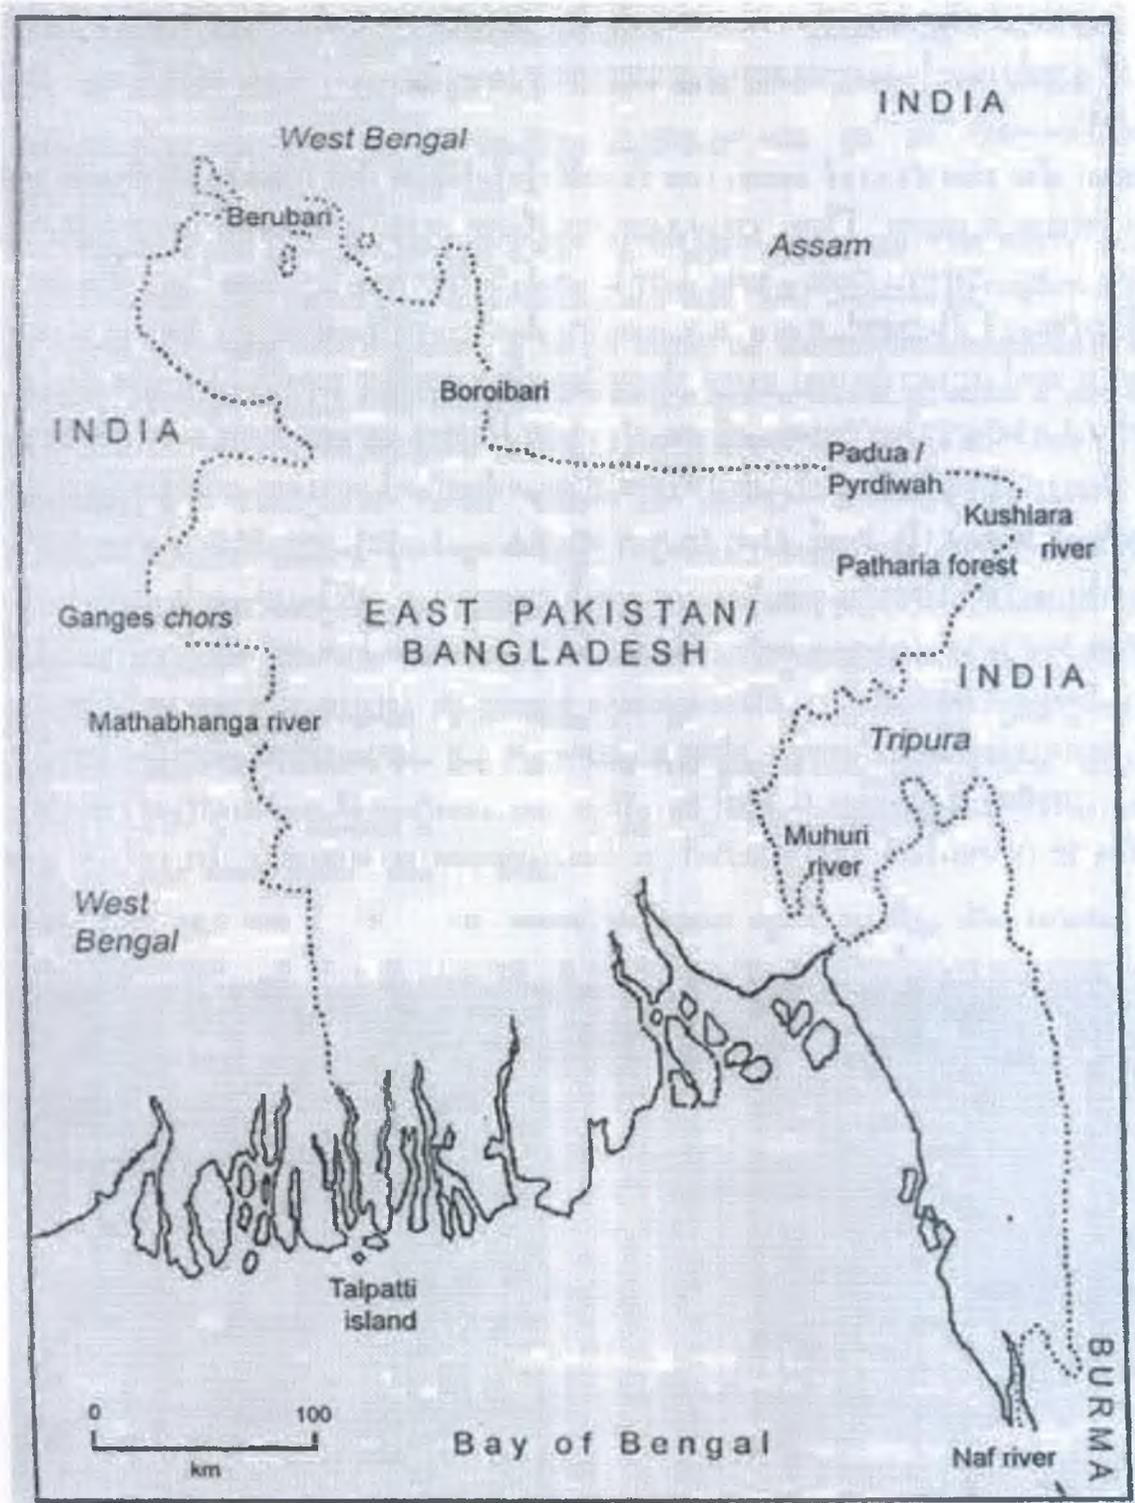 INDIA
West Bengal
Berubari
Assam
Boroibari
INDIA
Padua /
Pyrdiwah
Kushiara
river
Patharia forest
Ganges chors
EAST PAKISTAN/
BANGLADESH
INDIA
Mathabhanga river
Tripura
Muhuri
river
West
Bengal
Talpatti
island
BURMA
0 100
km
Bay of Bengal
Naf river